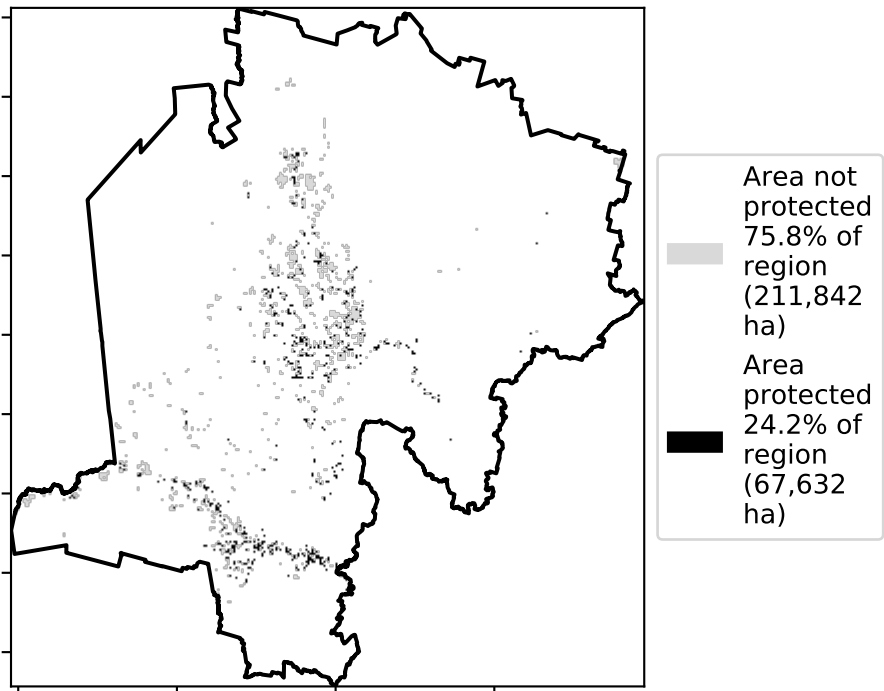 Area not
protected
75.8% of
region
(211,842
ha)
Area
protected
24.2% of
region
(67,632
ha)